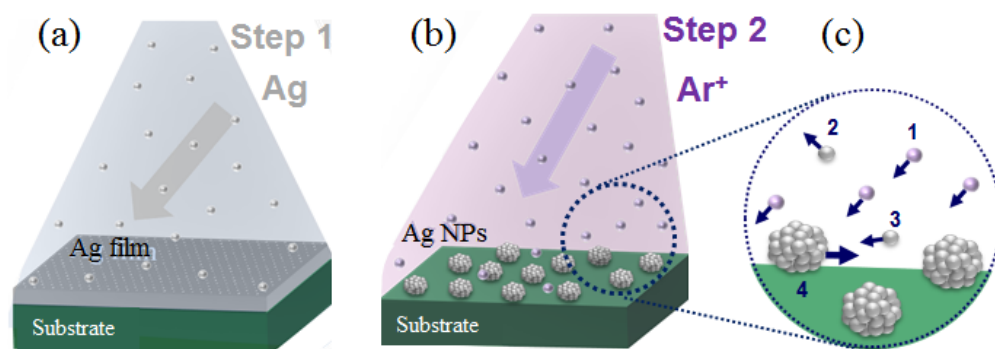 (a)
Step 1
Ag
Ag film
Substrate
(b)
Step 2
Ar⁺
Ag NPs
Substrate
(c)
2
1
3
4